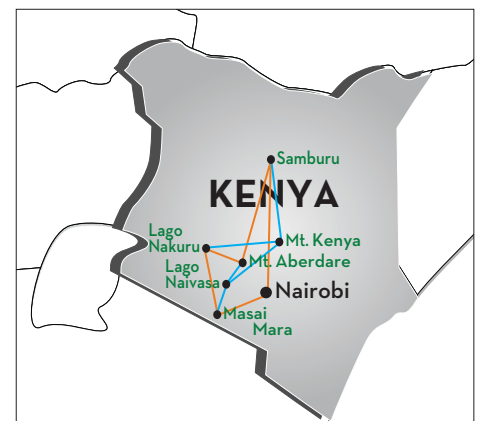 Samburu
KENYA
Lago
Nakuru
Mt. Kenya
Mt. Aberdare
Lago
Naivasa
Nairobi
Masai
Mara